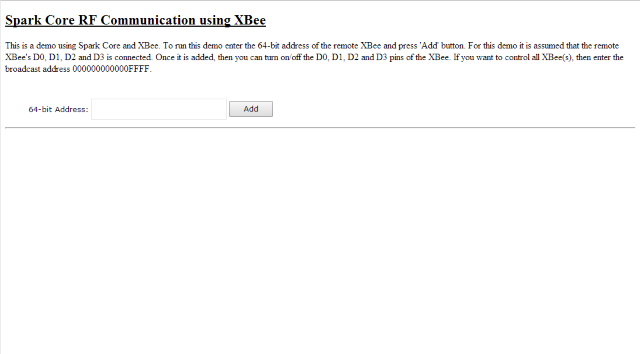 Spark Core RF Communication using XBee
This is a demo using Spark Core and XBee. To run this demo enter the 64-bit address of the remote XBee and press 'Add' button. For this demo it is assumed that the remote
XBee's D0, D1, D2 and D3 is connected. Once it is added, then you can turn on/off the D0, D1, D2 and D3 pins of the XBee. If you want to control all XBee(s), then enter the
broadcast address 000000000000FFFF.
64-bit Address:
Add